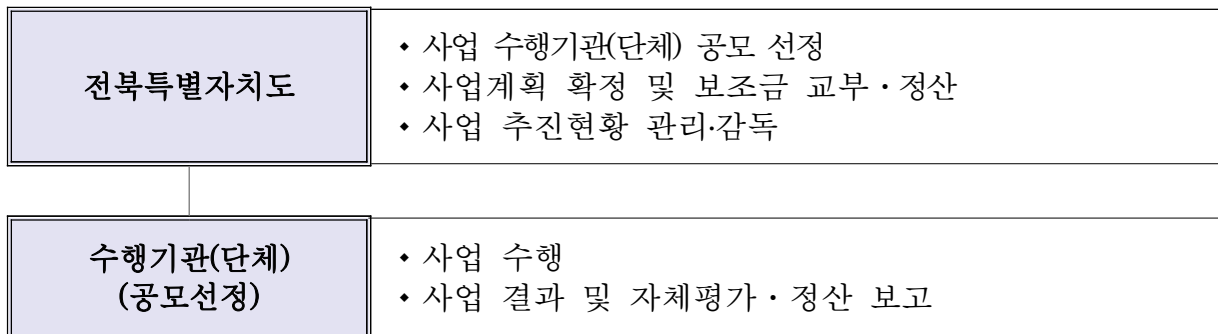 전북특별자치도
◆ 사업 수행기관(단체) 공모 선정
◆ 사업계획 확정 및 보조금 교부・정산
◆ 사업 추진현황 관리·감독
수행기관(단체)
(공모선정)
◆ 사업 수행
◆ 사업 결과 및 자체평가・정산 보고